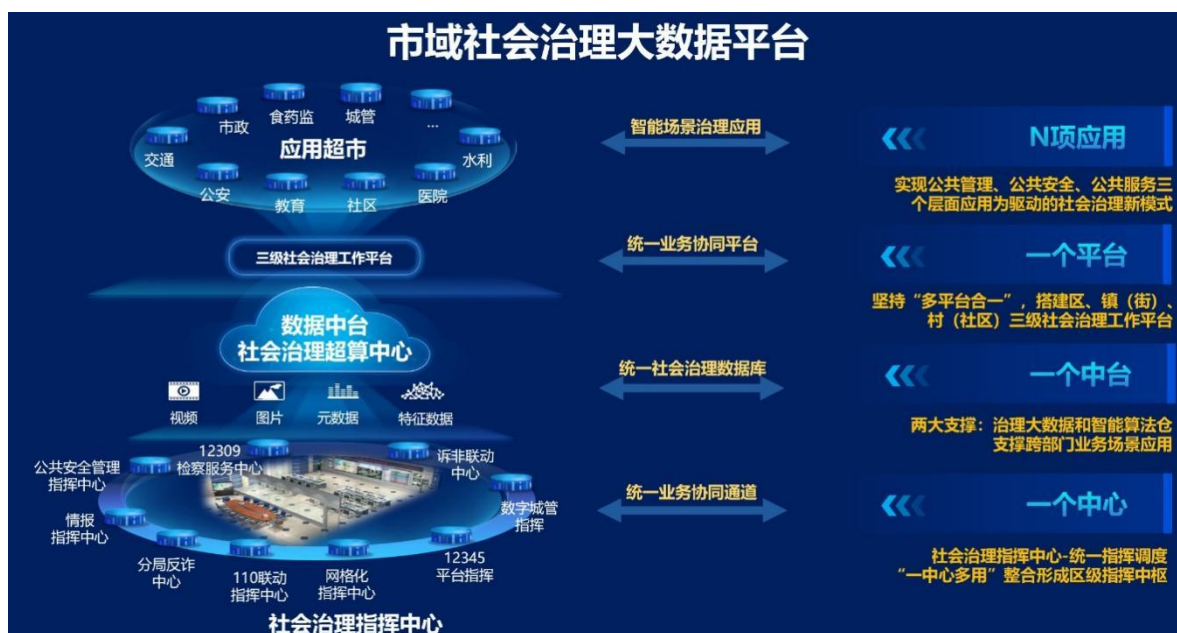 市域社会治理大数据平台
市政
食药监
城管
...
交通
应用超市
水利
公安
教育
社区
医院
智能场景治理应用
N项应用
实现公共管理、公共安全、公共服务三
个层面应用为驱动的社会治理新模式
三级社会治理工作平台
统一业务协同平台
一个平台
坚持“多平台合一”，搭建区、镇（街）、
村（社区）三级社会治理工作平台
数据中台
社会治理超算中心
视频
图片
元数据
特征数据
统一社会治理数据库
一个中台
两大支撑：治理大数据和智能算法仓
支撑跨部门业务场景应用
公共安全管理
指挥中心
12309
检察服务中心
诉非联动
中心
数字城管
指挥
情报
指挥中心
分局反诈
中心
110联动
指挥中心
网格化
指挥中心
12345
平台指挥
社会治理指挥中心
统一业务协同通道
一个中心
社会治理指挥中心-统一指挥调度
“一中心多用”整合形成区级指挥中枢